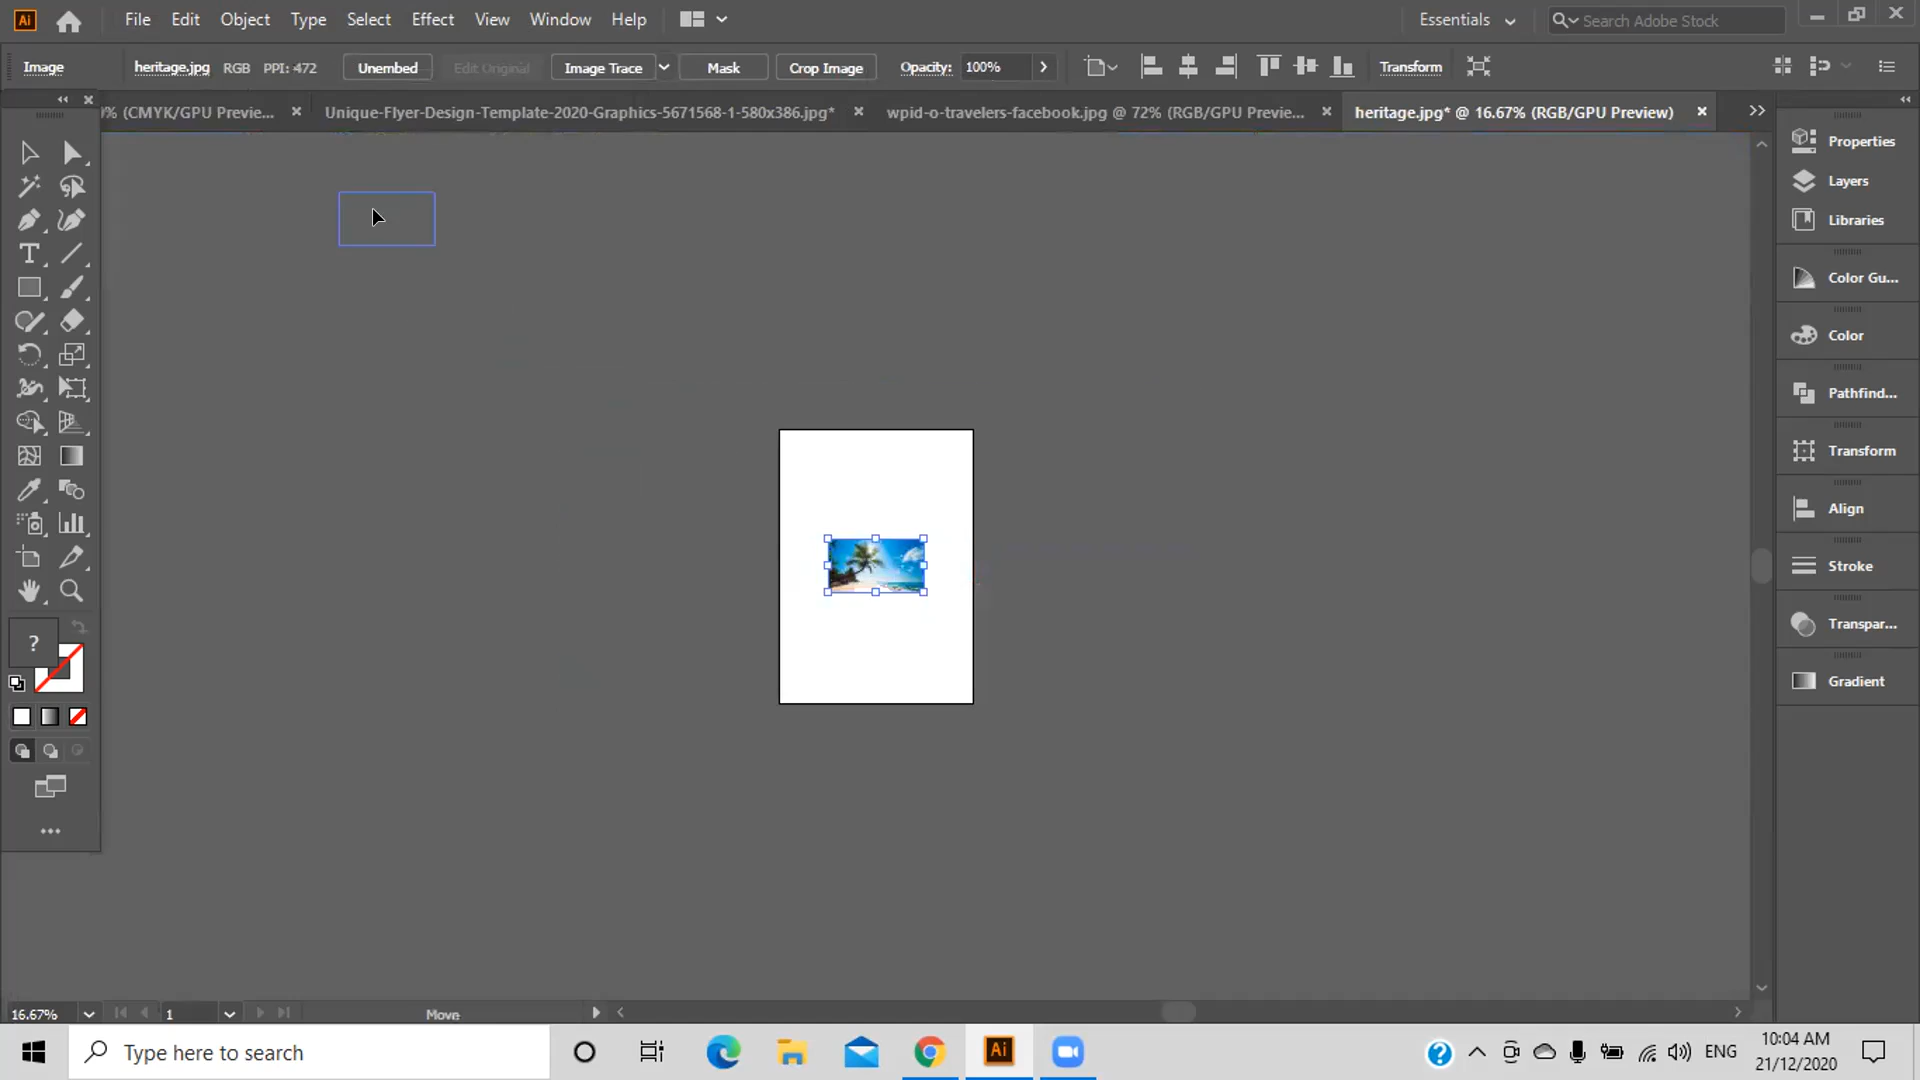 Ai File Edit Object Type Select Effect View Window Help Essentials Search Adobe Stock
Image heritage.jpg RGB PPI: 472 Unembed Edit Original Image Trace Mask Crop Image Opacity: 100% Transform
% (CMYK/GPU Previe... Unique-Flyer-Design-Template-2020-Graphics-5671568-1-580x386.jpg* wpid-o-travelers-facebook.jpg @ 72% (RGB/GPU Previe... heritage.jpg* @ 16.67% (RGB/GPU Preview)
Properties
Layers
Libraries
Color Gu...
Color
Pathfind...
Transform
Align
Stroke
Transpar...
Gradient
T
?
16.67% 1 Move
Type here to search Ai ? ENG
10:04 AM
21/12/2020